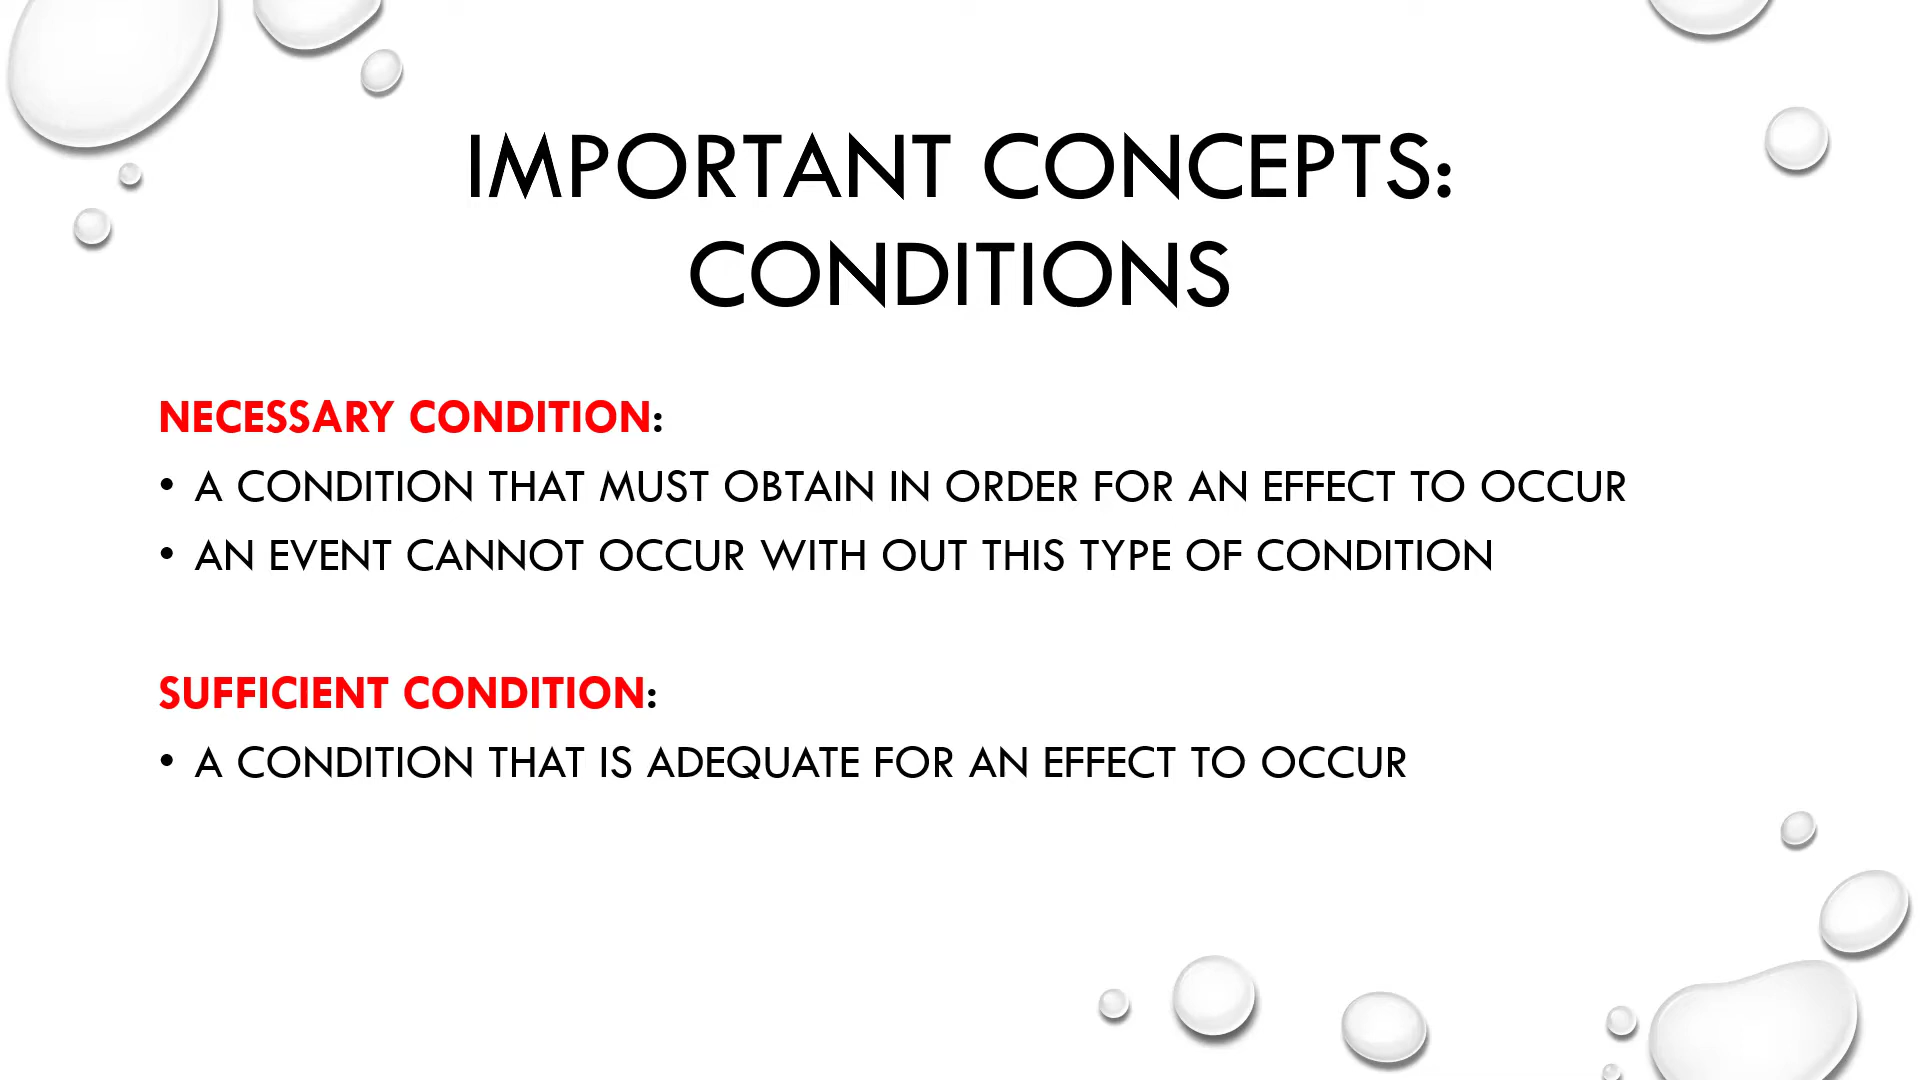 IMPORTANT CONCEPTS:
CONDITIONS
NECESSARY CONDITION:
• A CONDITION THAT MUST OBTAIN IN ORDER FOR AN EFFECT TO OCCUR
• AN EVENT CANNOT OCCUR WITH OUT THIS TYPE OF CONDITION
SUFFICIENT CONDITION:
• A CONDITION THAT IS ADEQUATE FOR AN EFFECT TO OCCUR